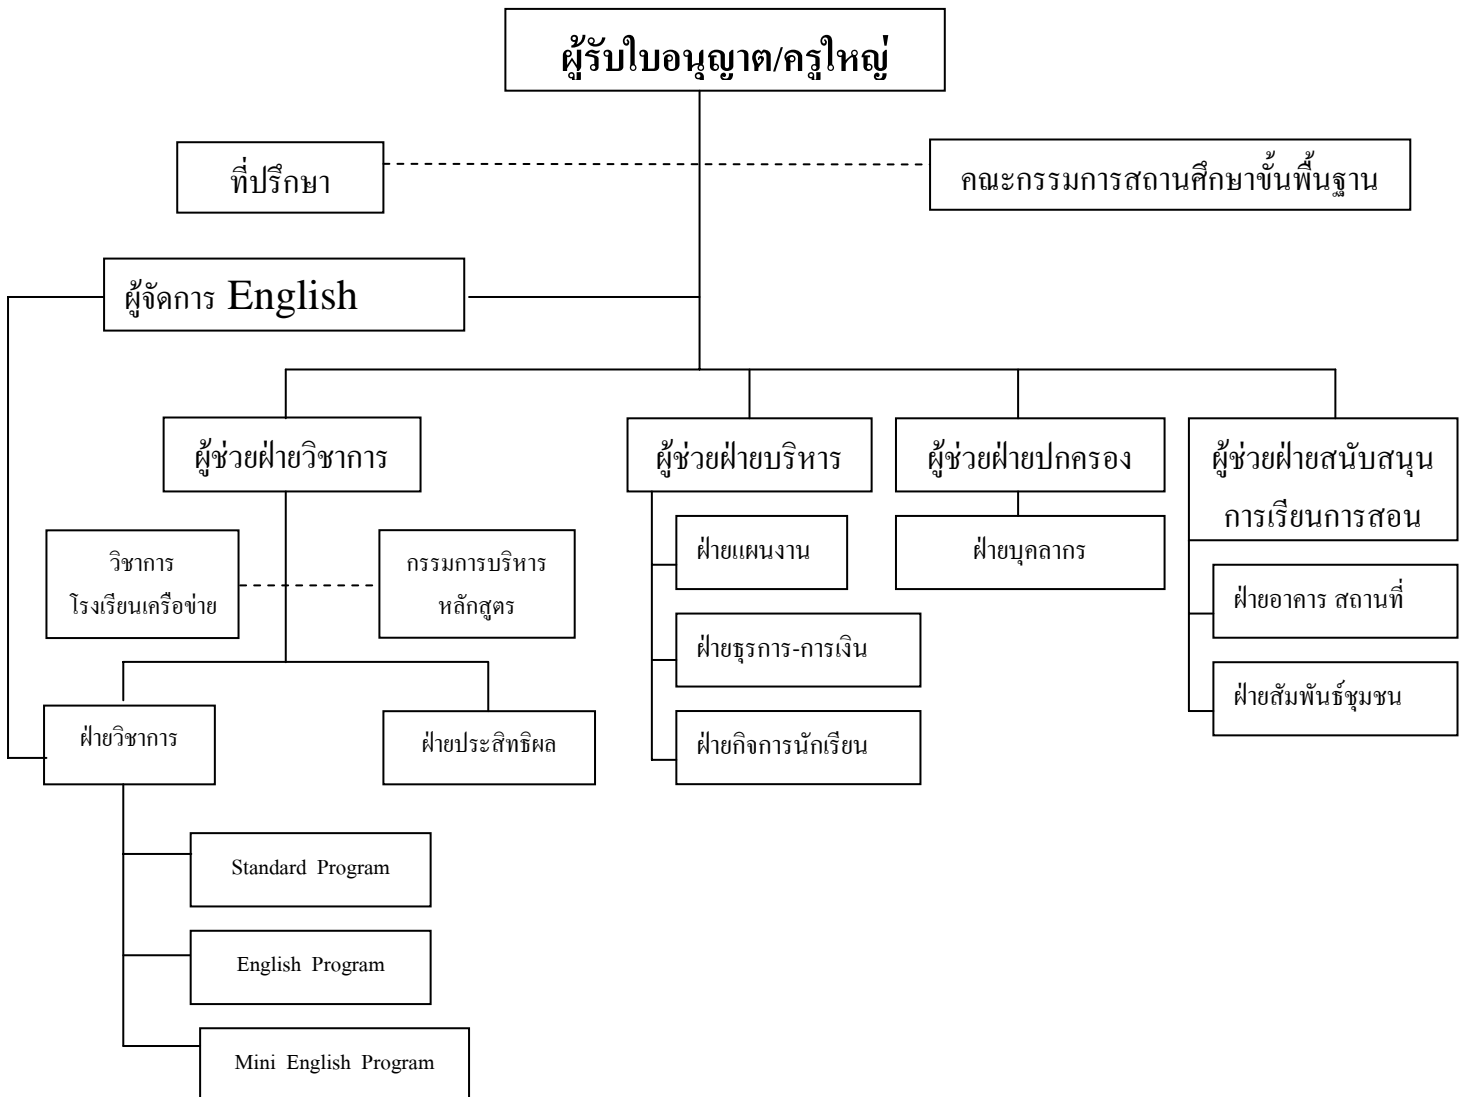 ผู้รับใบอนุญาต/ครูใหญ่
ที่ปรึกษา
คณะกรรมการสถานศึกษาขั้นพื้นฐาน
ผู้จัดการ English
ผู้ช่วยฝ่ายวิชาการ
ผู้ช่วยฝ่ายบริหาร
ผู้ช่วยฝ่ายปกครอง
ผู้ช่วยฝ่ายสนับสนุน
การเรียนการสอน
วิชาการ
โรงเรียนเครือข่าย
กรรมการบริหาร
หลักสูตร
ฝ่ายแผนงาน
ฝ่ายบุคลากร
ฝ่ายอาคาร สถานที่
ฝ่ายธุรการ-การเงิน
ฝ่ายสัมพันธ์ชุมชน
ฝ่ายวิชาการ
ฝ่ายประสิทธิผล
ฝ่ายกิจการนักเรียน
Standard Program
English Program
Mini English Program